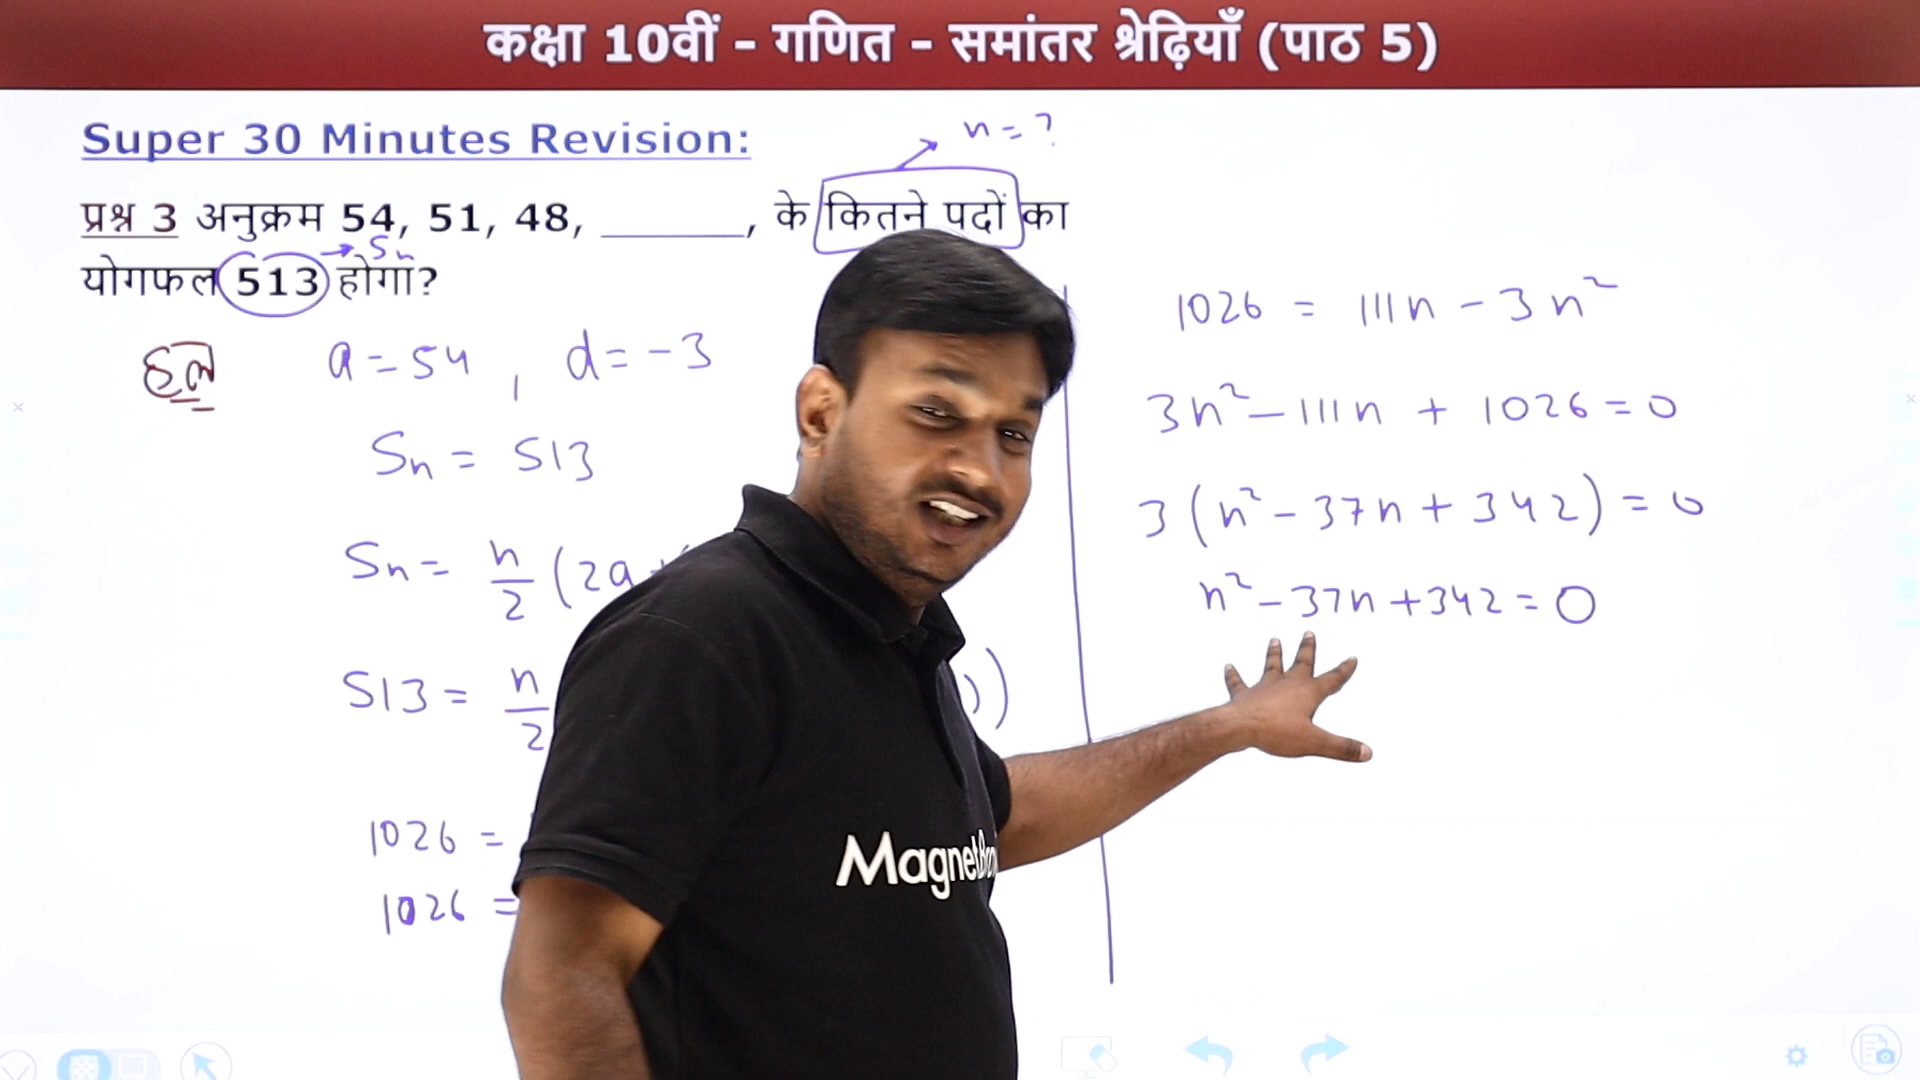 कक्षा 10वीं - गणित - समांतर श्रेढ़ियाँ (पाठ 5)
Super 30 Minutes Revision:
n = ?
प्रश्न 3 अनुक्रम 54, 51, 48, ______, के कितने पदों का
→ Sn
योगफल 513 होगा?
हल a = 54 , d = -3
Sn = 513
Sn = n/2 (2a +
513 = n/2 ))
1026 =
1026 =
1026 = 111n - 3n²
3n² - 111n + 1026 = 0
3(n² - 37n + 342) = 0
n² - 37n + 342 = 0
Magnet